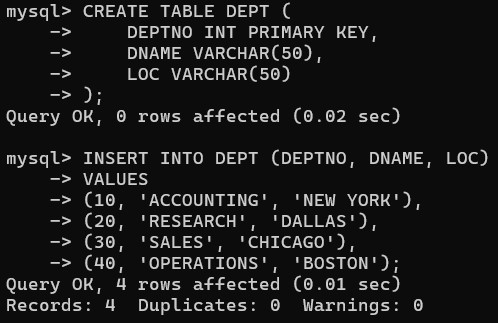 mysql> CREATE TABLE DEPT (
    ->     DEPTNO INT PRIMARY KEY,
    ->     DNAME VARCHAR(50),
    ->     LOC VARCHAR(50)
    -> );
Query OK, 0 rows affected (0.02 sec)

mysql> INSERT INTO DEPT (DEPTNO, DNAME, LOC)
    -> VALUES
    -> (10, 'ACCOUNTING', 'NEW YORK'),
    -> (20, 'RESEARCH', 'DALLAS'),
    -> (30, 'SALES', 'CHICAGO'),
    -> (40, 'OPERATIONS', 'BOSTON');
Query OK, 4 rows affected (0.01 sec)
Records: 4  Duplicates: 0  Warnings: 0